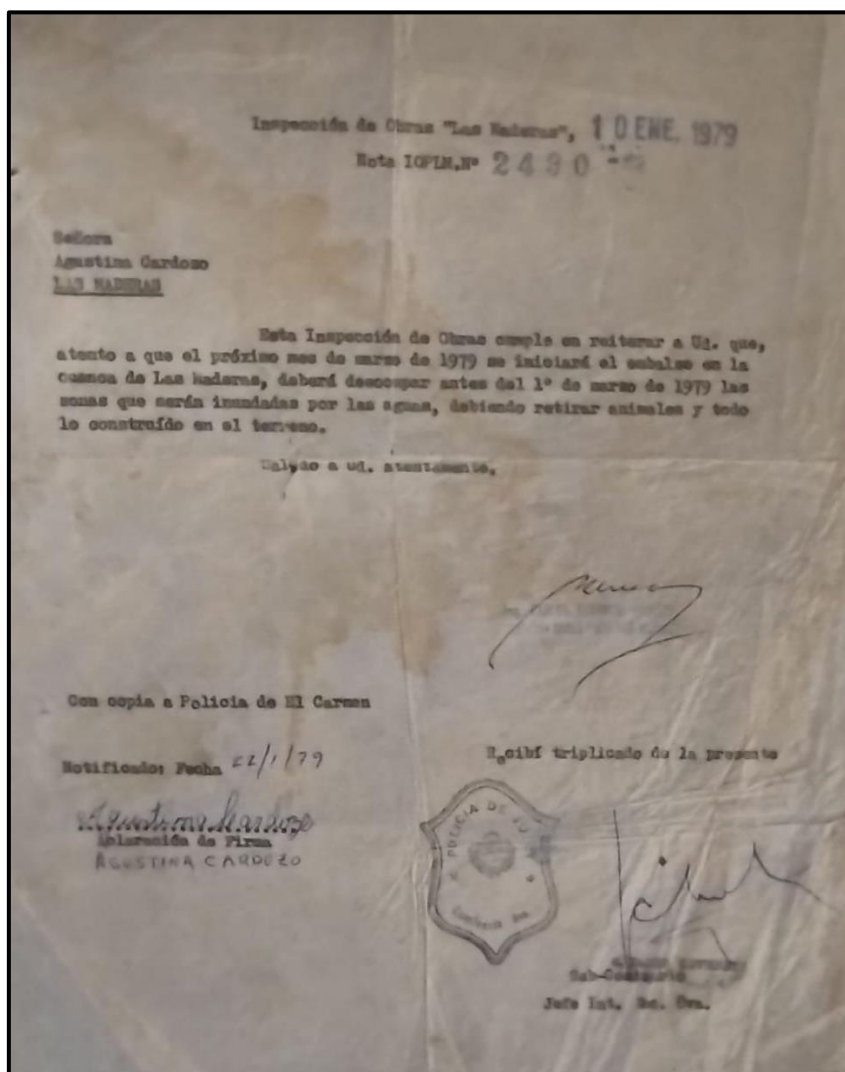 Inspección de Obras "Las Maderas", 10 ENE. 1979
Nota IOPLM.Nº 2430
Señora
Agustina Cardozo
LAS MADERAS
Esta Inspección de Obras cumple en reiterar a Ud. que,
atento a que el próximo mes de marzo de 1979 se iniciará el embalse en la
cuenca de Las Maderas, deberá desocupar antes del 1º de marzo de 1979 las
zonas que serán inundadas por las aguas, debiendo retirar animales y todo
lo construído en el terreno.
Saludo a ud. atentamente.
Con copia a Policia de El Carmen
Notificado: Fecha 22/1/79
Recibí triplicado de la presente
Agustina Cardozo
Aclaración de Firma
AGUSTINA CARDOZO
POLICIA DE
Sub-Comisario
Jefe Int.